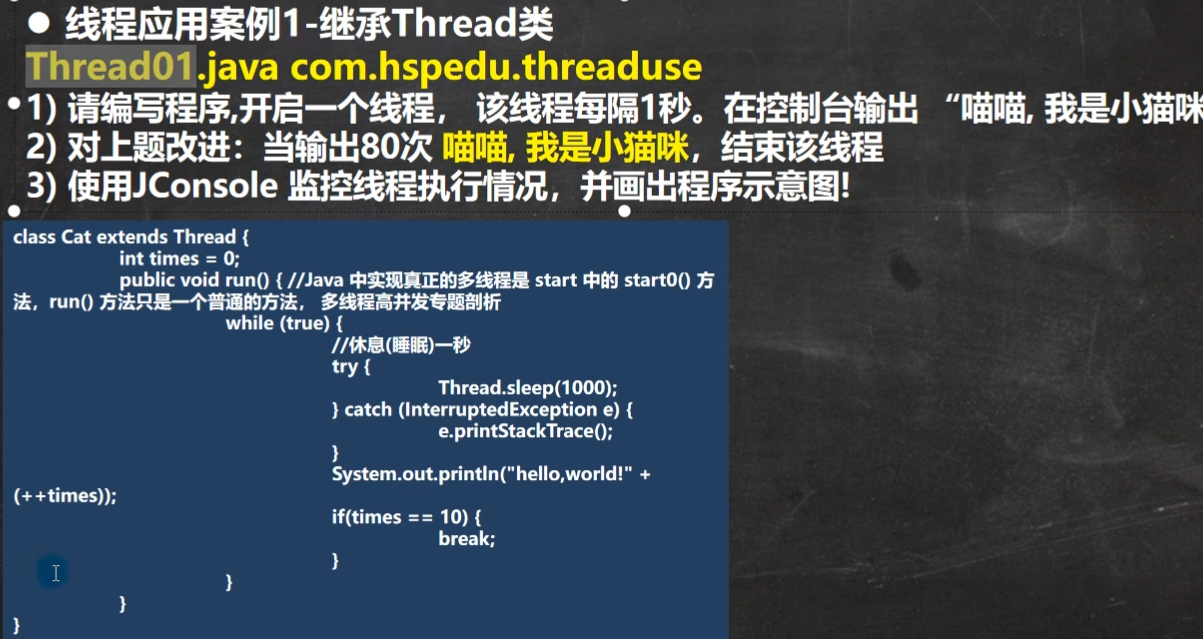 ● 线程应用案例1-继承Thread类
Thread01.java com.hspedu.threaduse
1) 请编写程序,开启一个线程， 该线程每隔1秒。在控制台输出 “喵喵, 我是小猫咪
2) 对上题改进：当输出80次 喵喵, 我是小猫咪，结束该线程
3) 使用JConsole 监控线程执行情况，并画出程序示意图!
class Cat extends Thread {
int times = 0;
public void run() { //Java 中实现真正的多线程是 start 中的 start0() 方
法，run() 方法只是一个普通的方法， 多线程高并发专题剖析
while (true) {
//休息(睡眠)一秒
try {
Thread.sleep(1000);
} catch (InterruptedException e) {
e.printStackTrace();
}
System.out.println("hello,world!" +
(++times));
if(times == 10) {
break;
}
}
}
}